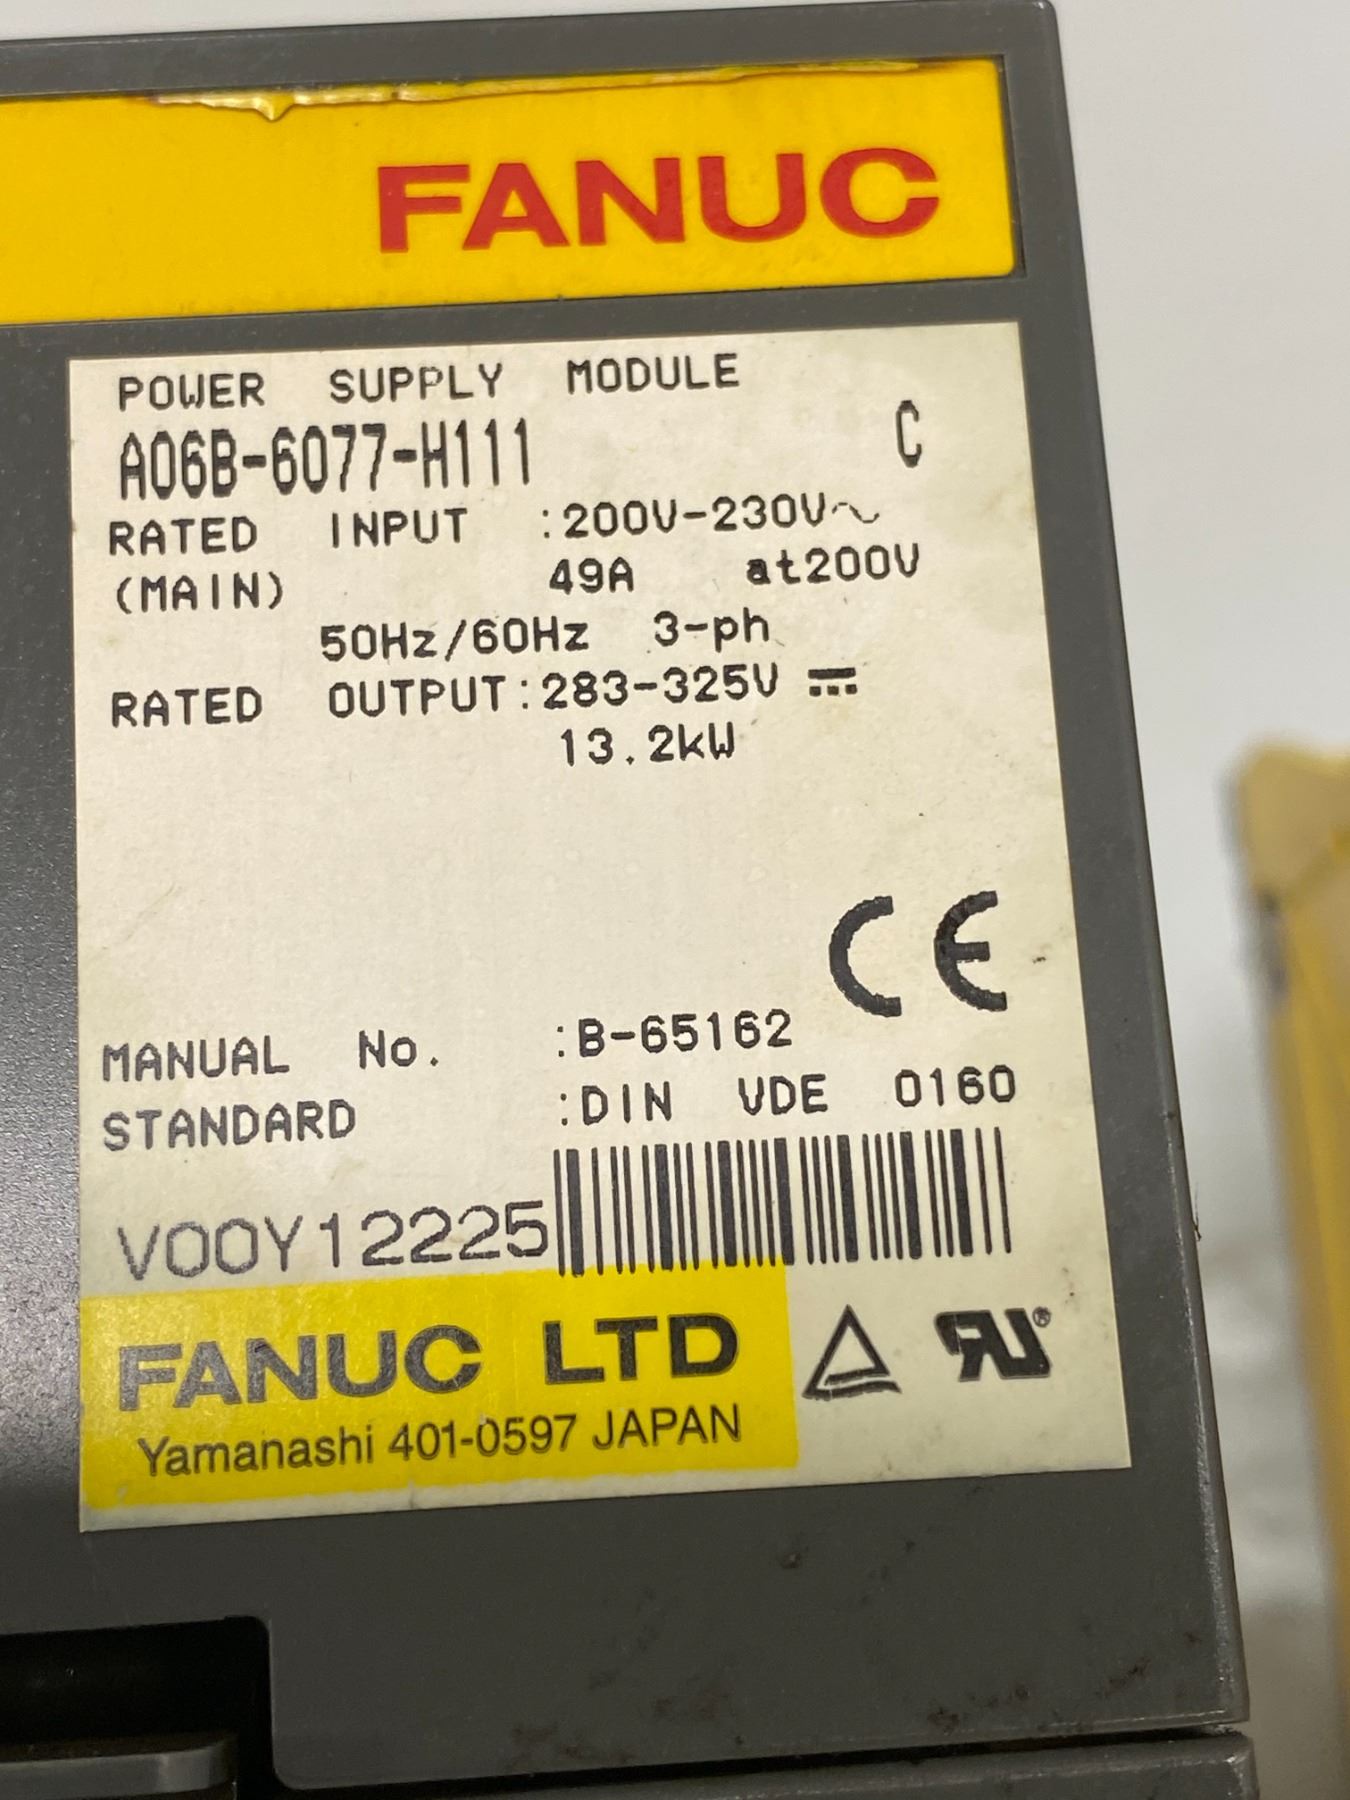 FANUC
POWER SUPPLY MODULE
A06B-6077-H111 C
RATED INPUT :200V-230V~
(MAIN) 49A at200V
50Hz/60Hz 3-ph
RATED OUTPUT:283-325V ⎓
13.2kW
CE
MANUAL No. :B-65162
STANDARD :DIN VDE 0160
V00Y12225
FANUC LTD
Yamanashi 401-0597 JAPAN
RU®